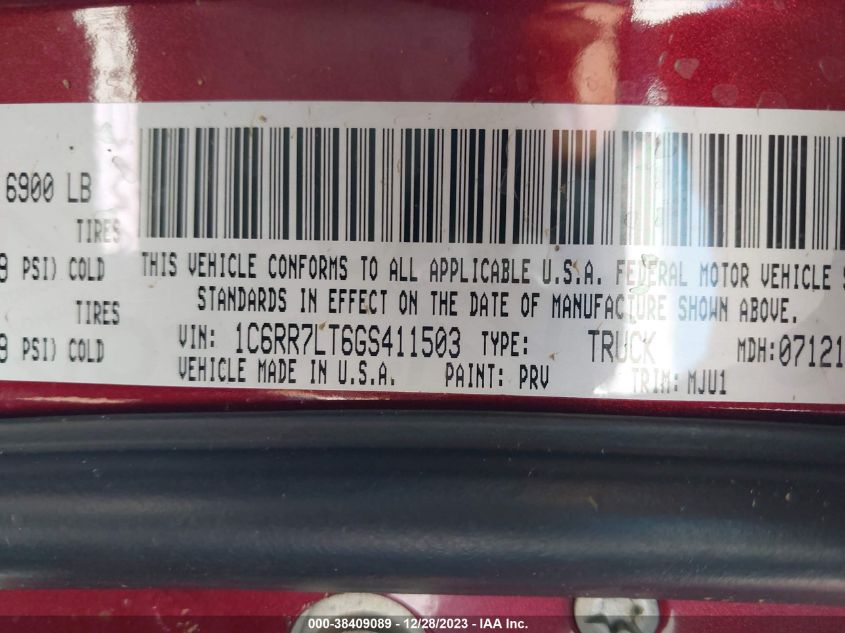 6900 LB
TIRES
PSI) COLD
THIS VEHICLE CONFORMS TO ALL APPLICABLE U.S.A. FEDERAL MOTOR VEHICLE
TIRES
STANDARDS IN EFFECT ON THE DATE OF MANUFACTURE SHOWN ABOVE.
PSI) COLD
VIN: 1C6RR7LT6GS411503 TYPE: TRUCK MDH:07121
VEHICLE MADE IN U.S.A. PAINT: PRV TRIM: MJU1
000-38409089 - 12/28/2023 - IAA Inc.